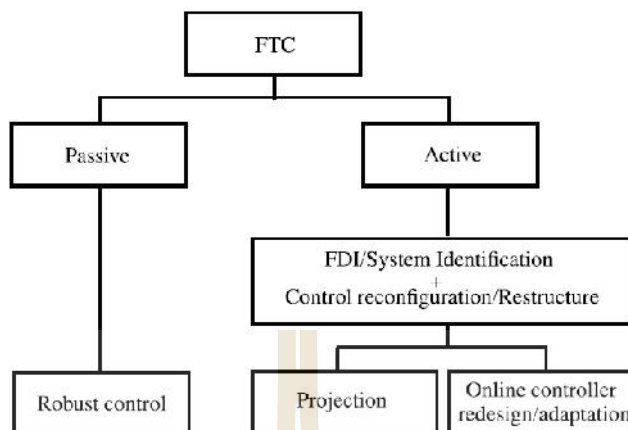 FTC
Passive
Active
FDI/System Identification
+
Control reconfiguration/Restructure
Robust control
Projection
Online controller
redesign/adaptation